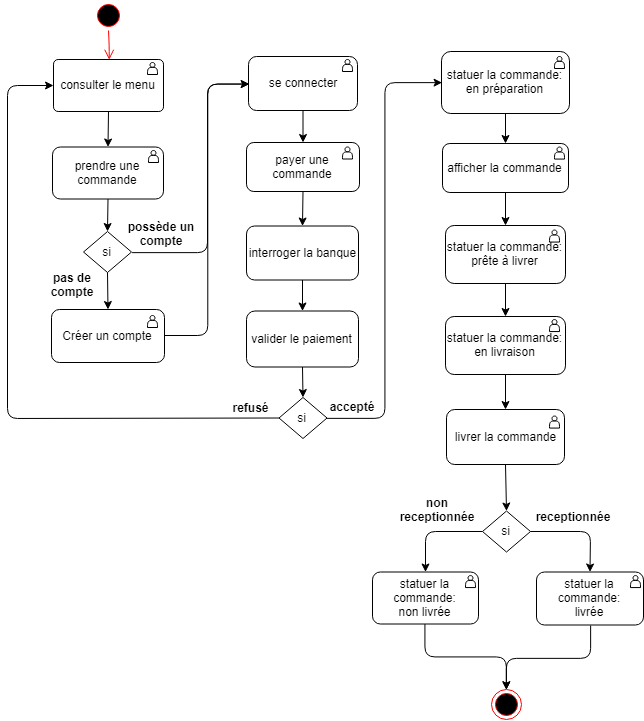 consulter le menu
prendre une
commande
si
possède un
compte
pas de
compte
Créer un compte
se connecter
payer une
commande
interroger la banque
valider le paiement
si
refusé
accepté
statuer la commande:
en préparation
afficher la commande
statuer la commande:
prête à livrer
statuer la commande:
en livraison
livrer la commande
si
non
receptionnée
receptionnée
statuer la
commande:
non livrée
statuer la
commande:
livrée